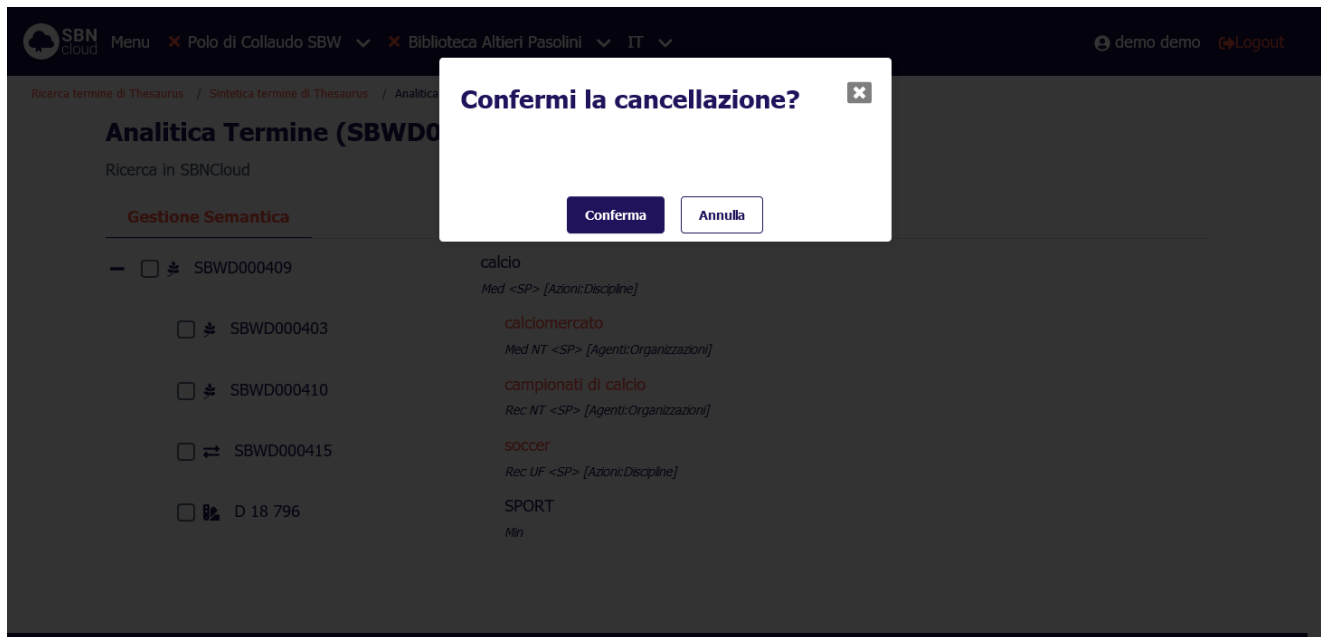 SBN
cloud
Menu Polo di Collaudo SBW Biblioteca Altieri Pasolini IT demo demo Logout
Ricerca termine di Thesaurus / Sintetica termine di Thesaurus / Analitica
Confermi la cancellazione?
Analitica Termine (SBWD0
Ricerca in SBNCloud
Conferma Annulla
Gestione Semantica
SBWD000409 calcio
Med <SP> [Azioni:Discipline]
SBWD000403 calciomercato
Med NT <SP> [Agenti:Organizzazioni]
SBWD000410 campionati di calcio
Rec NT <SP> [Agenti:Organizzazioni]
SBWD000415 soccer
Rec UF <SP> [Azioni:Discipline]
D 18 796 SPORT
Min